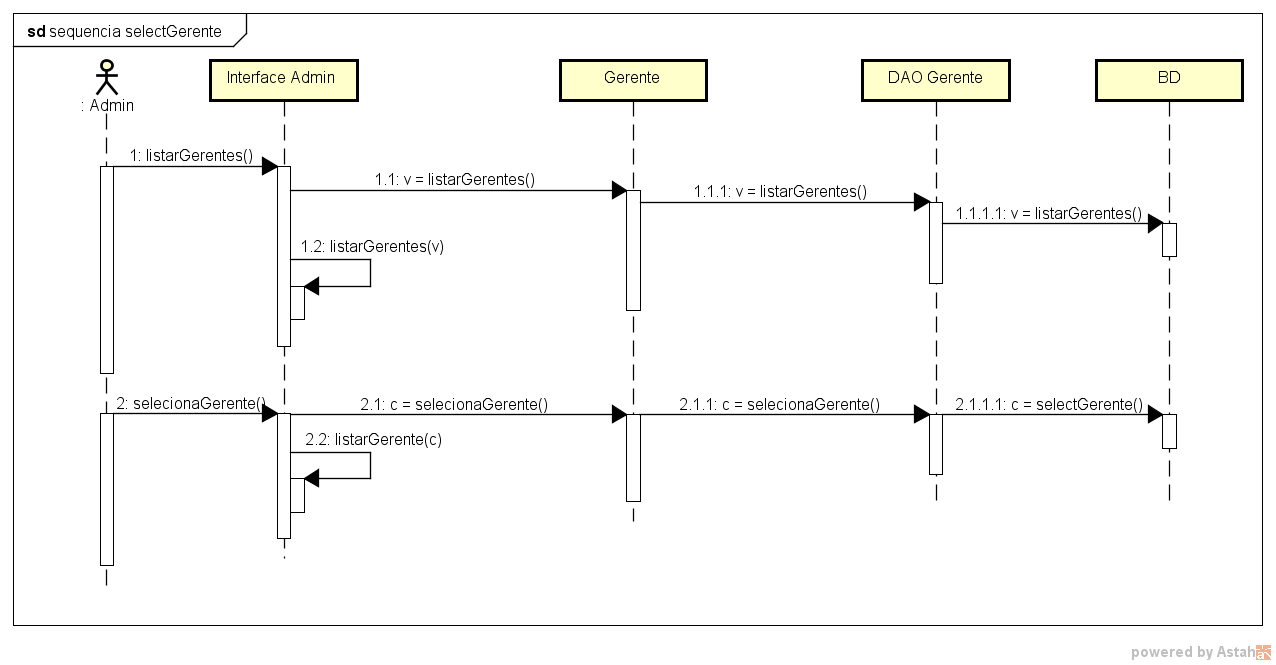 sd sequencia selectGerente
: Admin
Interface Admin
Gerente
DAO Gerente
BD
1: listarGerentes()
1.1: v = listarGerentes()
1.1.1: v = listarGerentes()
1.1.1.1: v = listarGerentes()
1.2: listarGerentes(v)
2: selecionaGerente()
2.1: c = selecionaGerente()
2.1.1: c = selecionaGerente()
2.1.1.1: c = selectGerente()
2.2: listarGerente(c)
powered by Astah